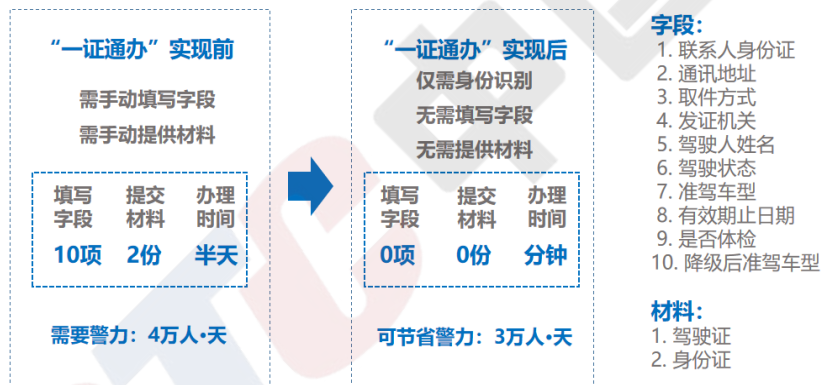 “一证通办”实现前
需手动填写字段
需手动提供材料
填写 提交 办理
字段 材料 时间
10项 2份 半天
需要警力：4万人·天
“一证通办”实现后
仅需身份识别
无需填写字段
无需提供材料
填写 提交 办理
字段 材料 时间
0项 0份 分钟
可节省警力：3万人·天
字段：
1. 联系人身份证
2. 通讯地址
3. 取件方式
4. 发证机关
5. 驾驶人姓名
6. 驾驶状态
7. 准驾车型
8. 有效期止日期
9. 是否体检
10. 降级后准驾车型
材料：
1. 驾驶证
2. 身份证